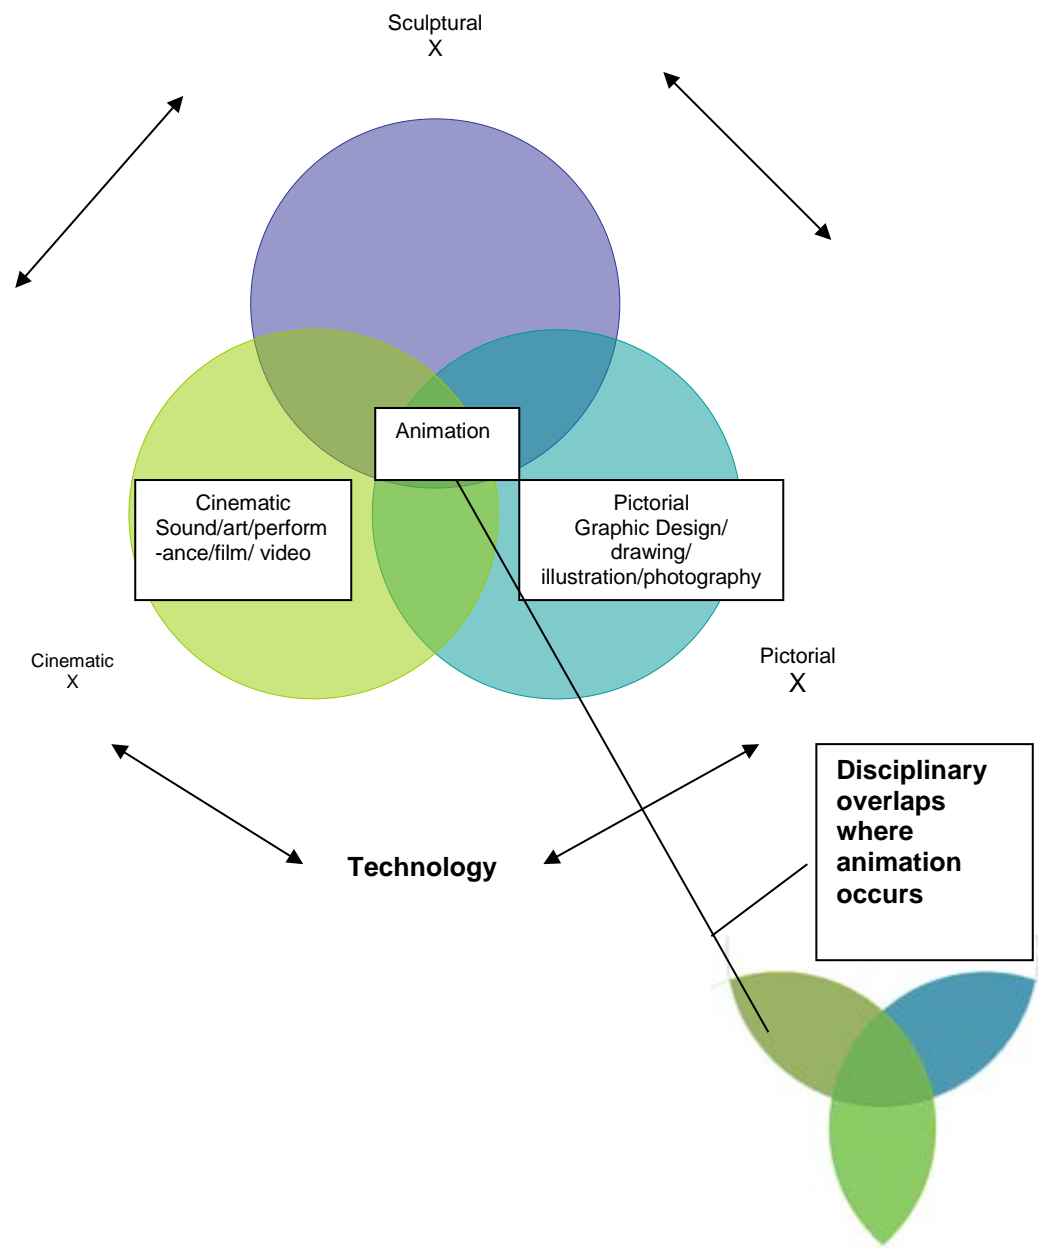 Sculptural
X
Animation
Cinematic
Sound/art/perform
-ance/film/ video
Pictorial
Graphic Design/
drawing/
illustration/photography
Cinematic
X
Pictorial
X
Technology
Disciplinary
overlaps
where
animation
occurs